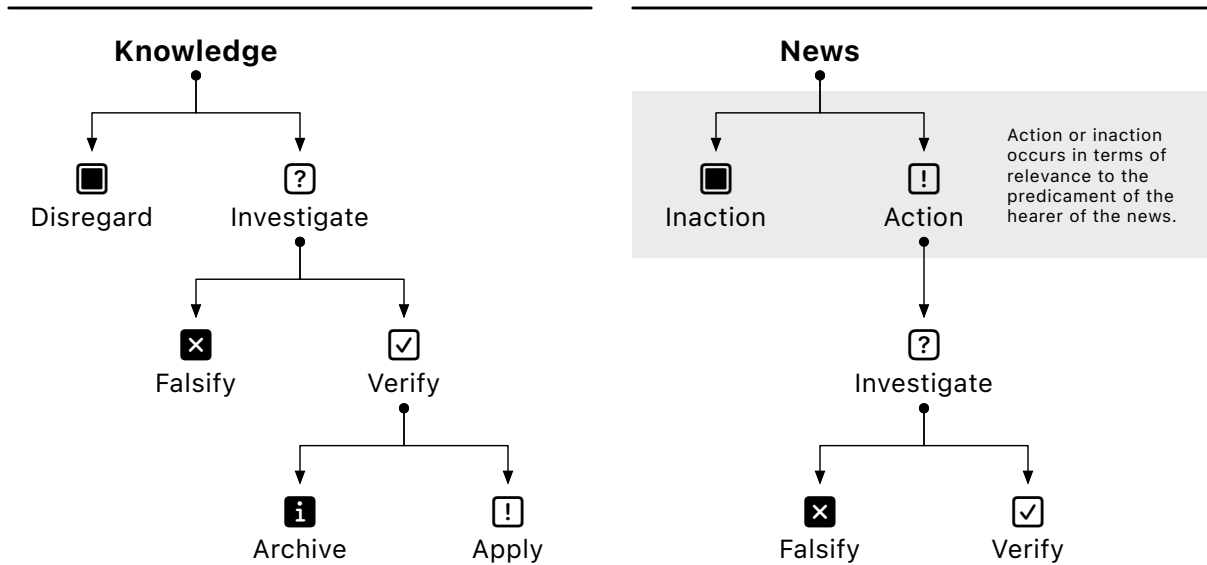 Knowledge
Disregard
Investigate
Falsify
Verify
Archive
Apply
News
Inaction
Action
Action or inaction
occurs in terms of
relevance to the
predicament of the
hearer of the news.
Investigate
Falsify
Verify